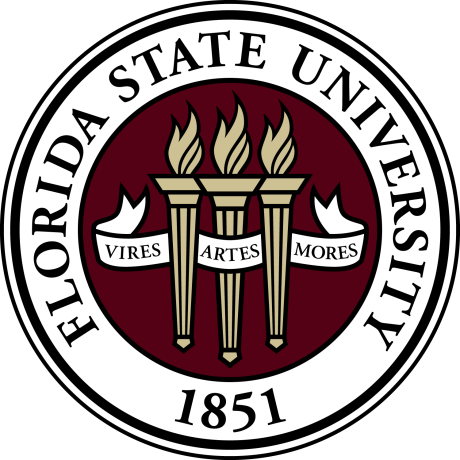 FLORIDA STATE UNIVERSITY
VIRES ARTES MORES
1851